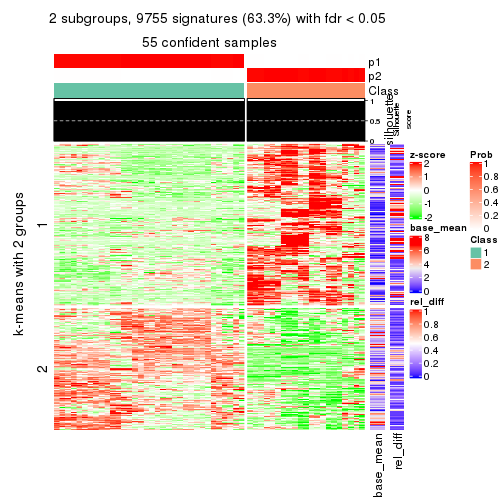 2 subgroups, 9755 signatures (63.3%) with fdr < 0.05
55 confident samples
p1
p2
Class
1
0.5
0
silhouette
Silhouette
score
k-means with 2 groups
1
2
z-score
2
1
0
-1
-2
base_mean
8
6
4
2
0
rel_diff
1
0.8
0.6
0.4
0.2
0
Prob
1
0.8
0.6
0.4
0.2
0
Class
1
2
base_mean
rel_diff